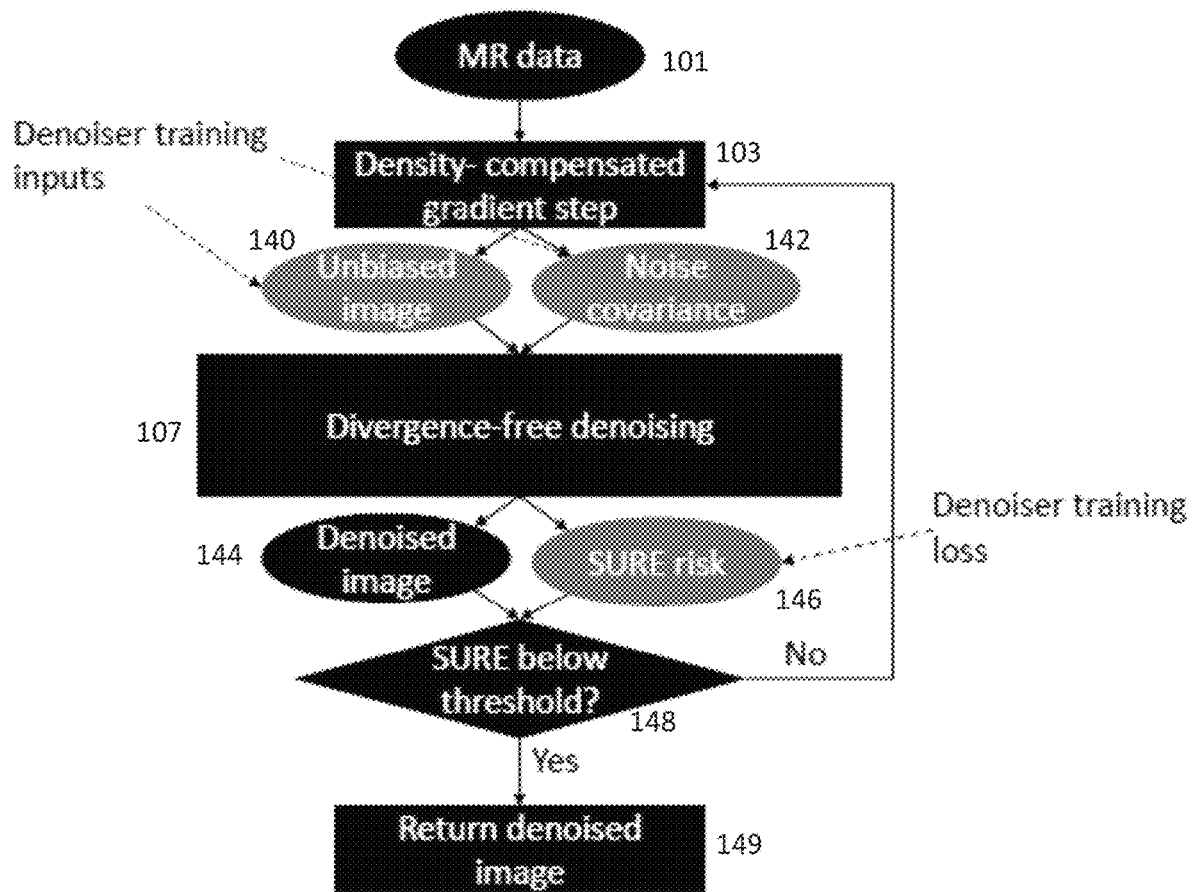 MR data
101
Denoiser training
inputs
103
Density- compensated
gradient step
140
142
Unbiased
image
Noise
covariance
107
Divergence-free denoising
144
Denoised
image
SURE risk
146
Denoiser training
loss
SURE below
threshold?
148
No
Yes
Return denoised
image
149